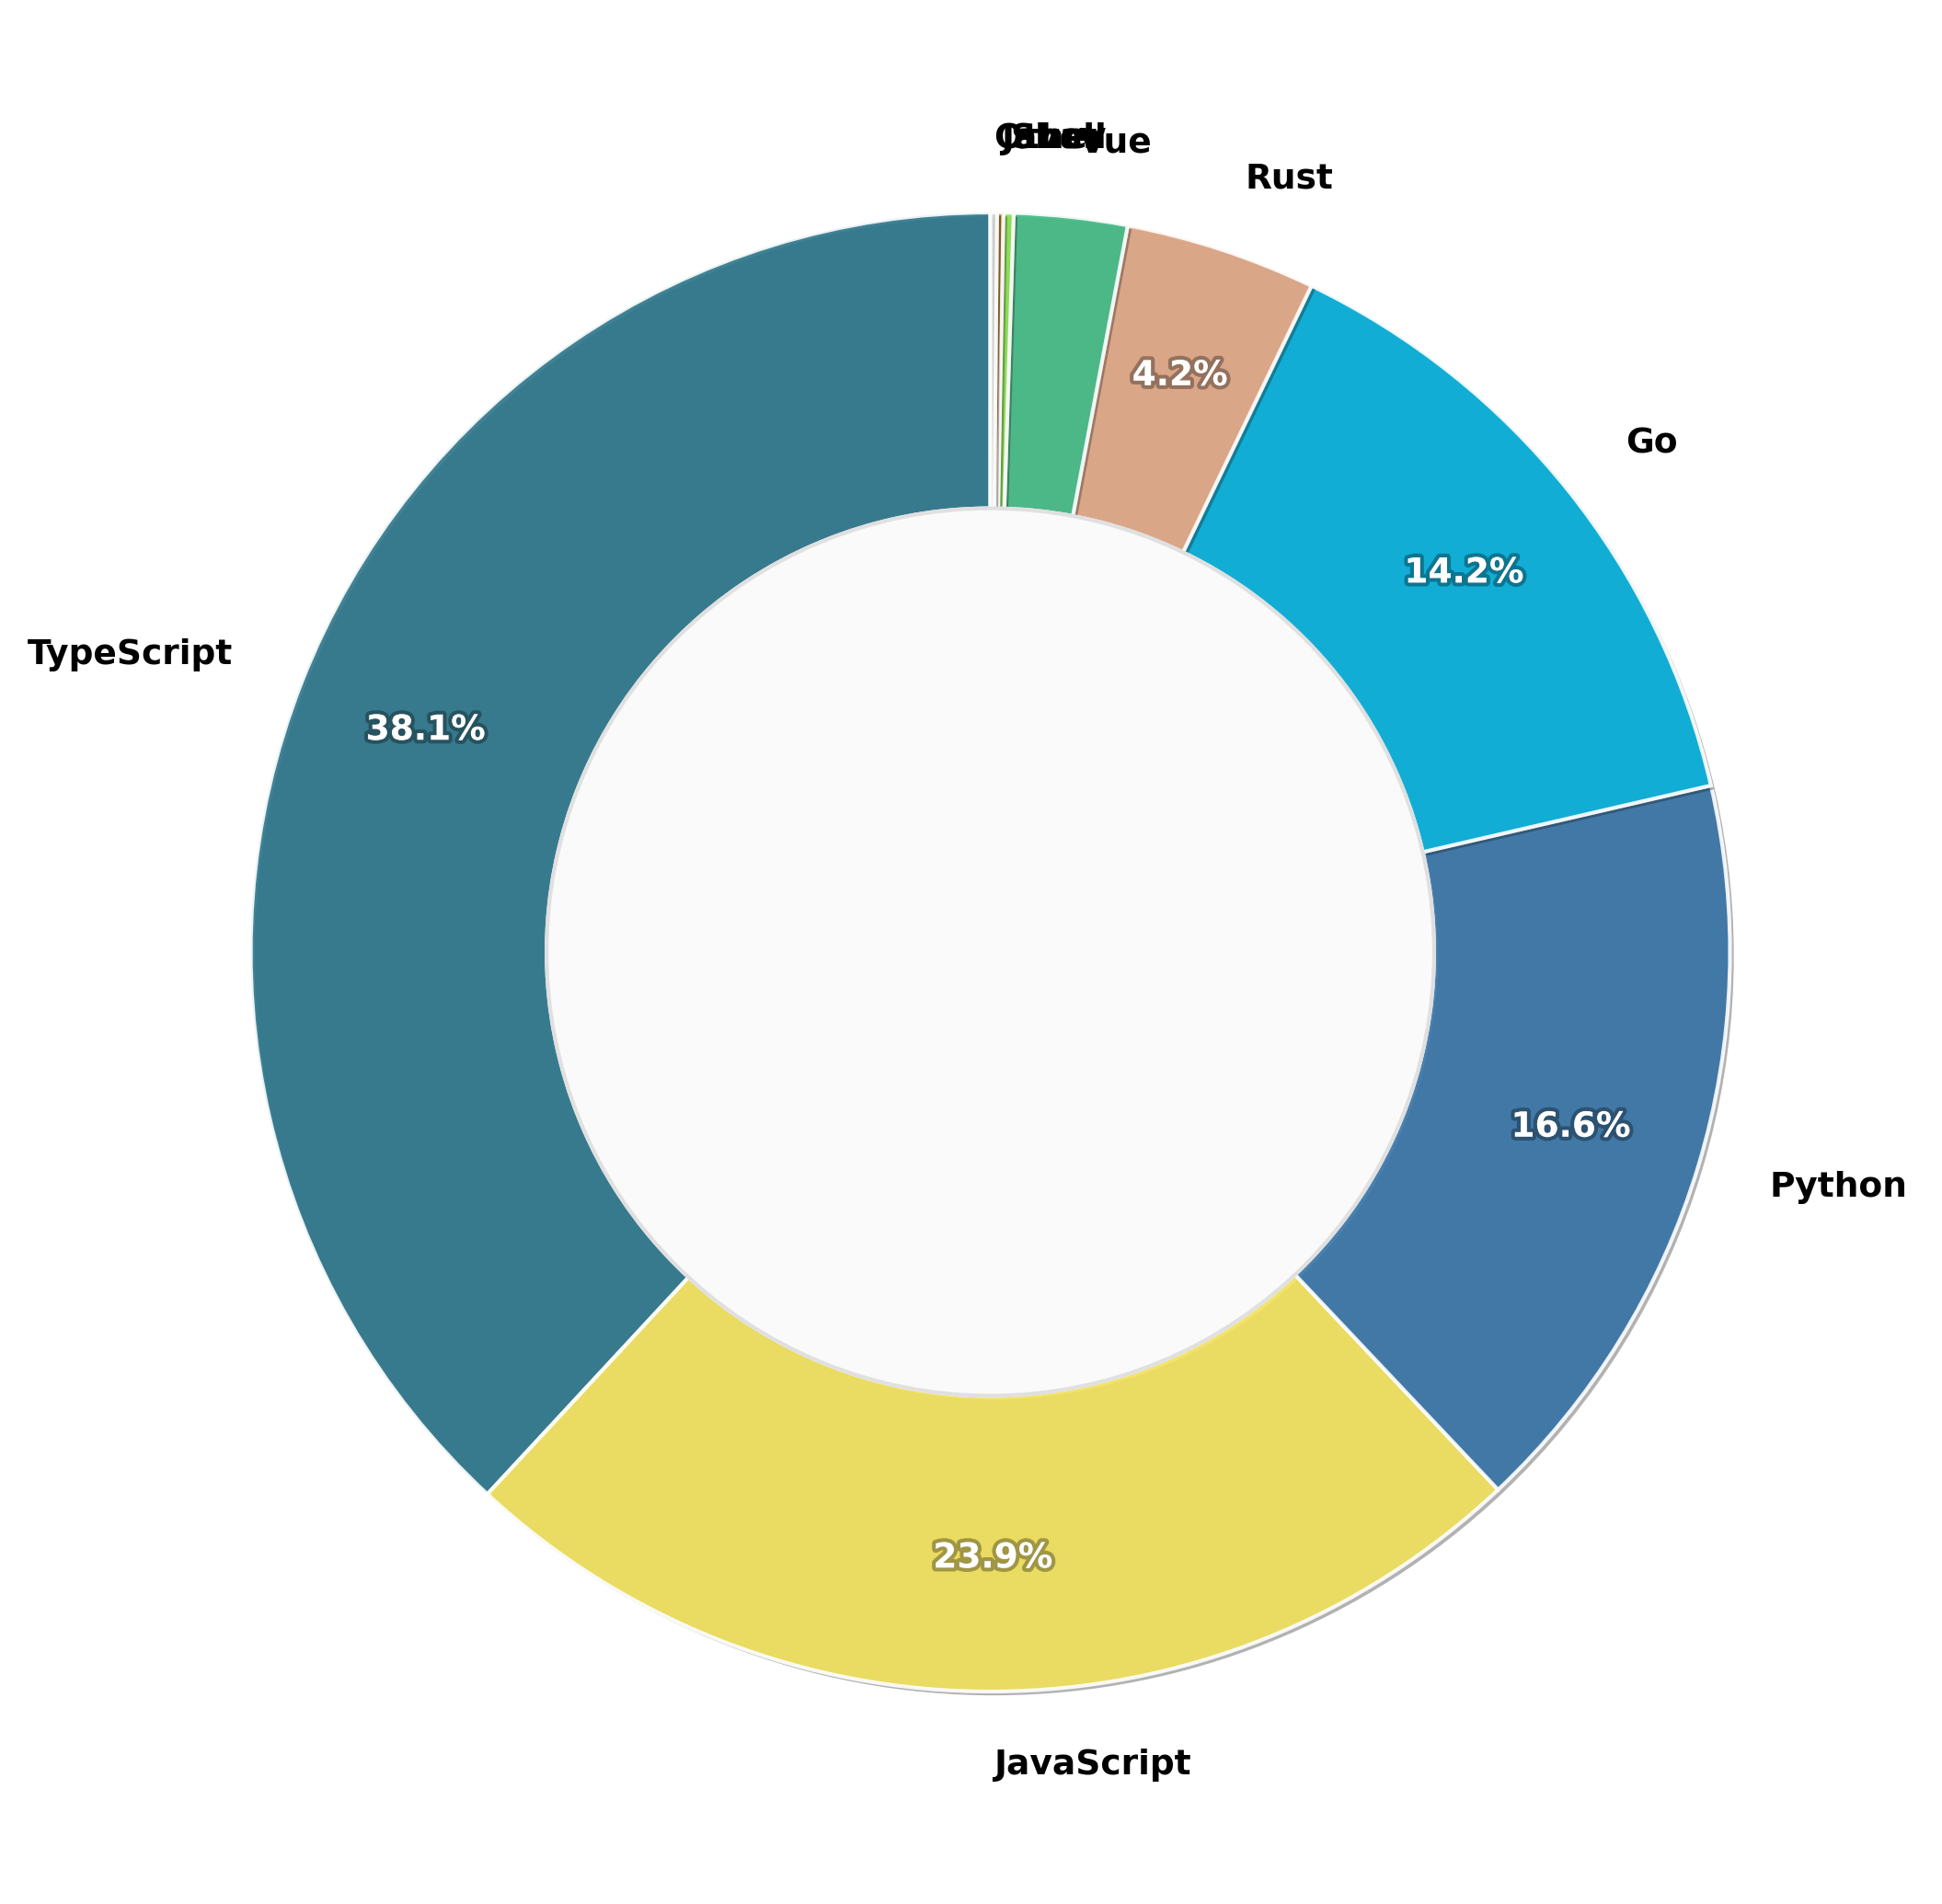 Vue
Rust
4.2%
Go
14.2%
TypeScript
38.1%
16.6%
Python
23.9%
JavaScript